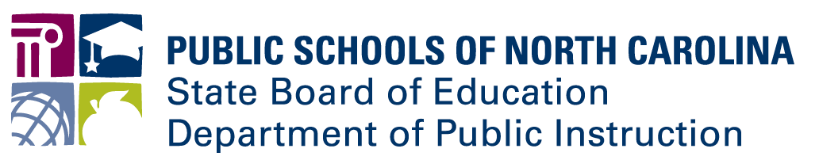 PUBLIC SCHOOLS OF NORTH CAROLINA
State Board of Education
Department of Public Instruction